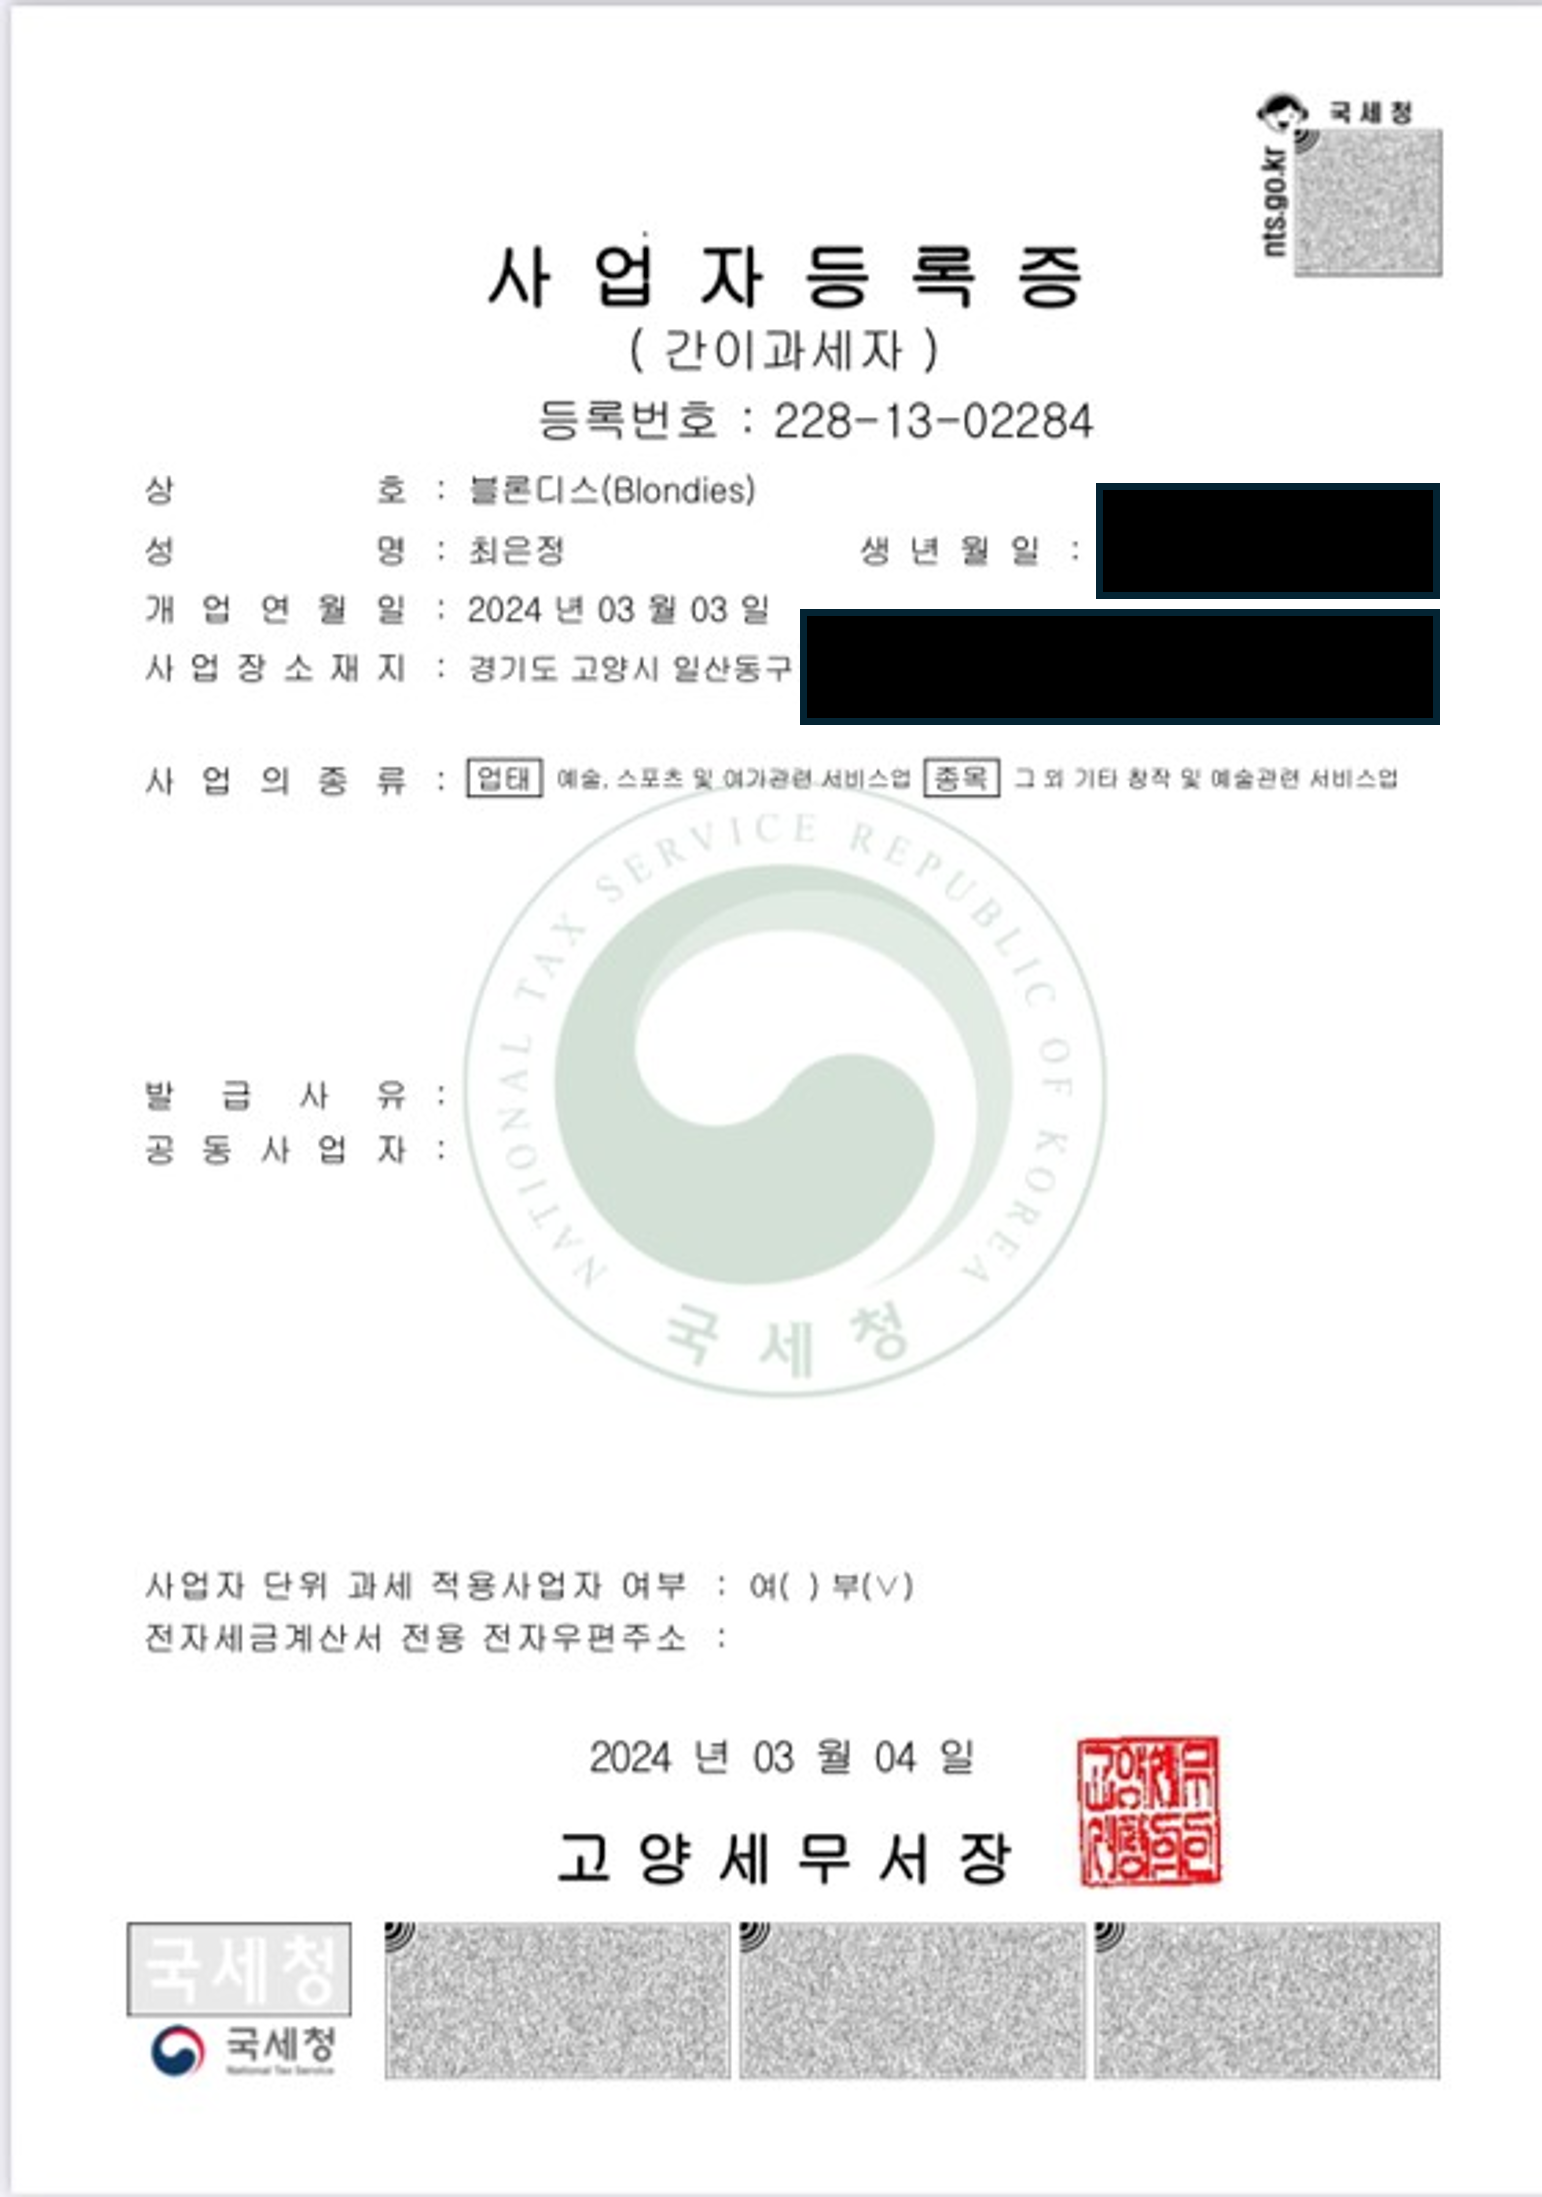 국세청
nts.go.kr
사업자등록증
( 간이과세자 )
등록번호 : 228-13-02284
상 호 : 블론디스(Blondies)
성 명 : 최은정 생 년 월 일 :
개 업 연 월 일 : 2024 년 03 월 03 일
사 업 장 소 재 지 : 경기도 고양시 일산동구
사 업 의 종 류 : 업태 예술, 스포츠 및 여가관련 서비스업 종목 그 외 기타 창작 및 예술관련 서비스업
NATIONAL TAX SERVICE REPUBLIC OF KOREA
발 급 사 유 :
공 동 사 업 자 :
국세청
사업자 단위 과세 적용사업자 여부 : 여( ) 부(∨)
전자세금계산서 전용 전자우편주소 :
2024 년 03 월 04 일
고양세무서장
국세청
국세청
National Tax Service